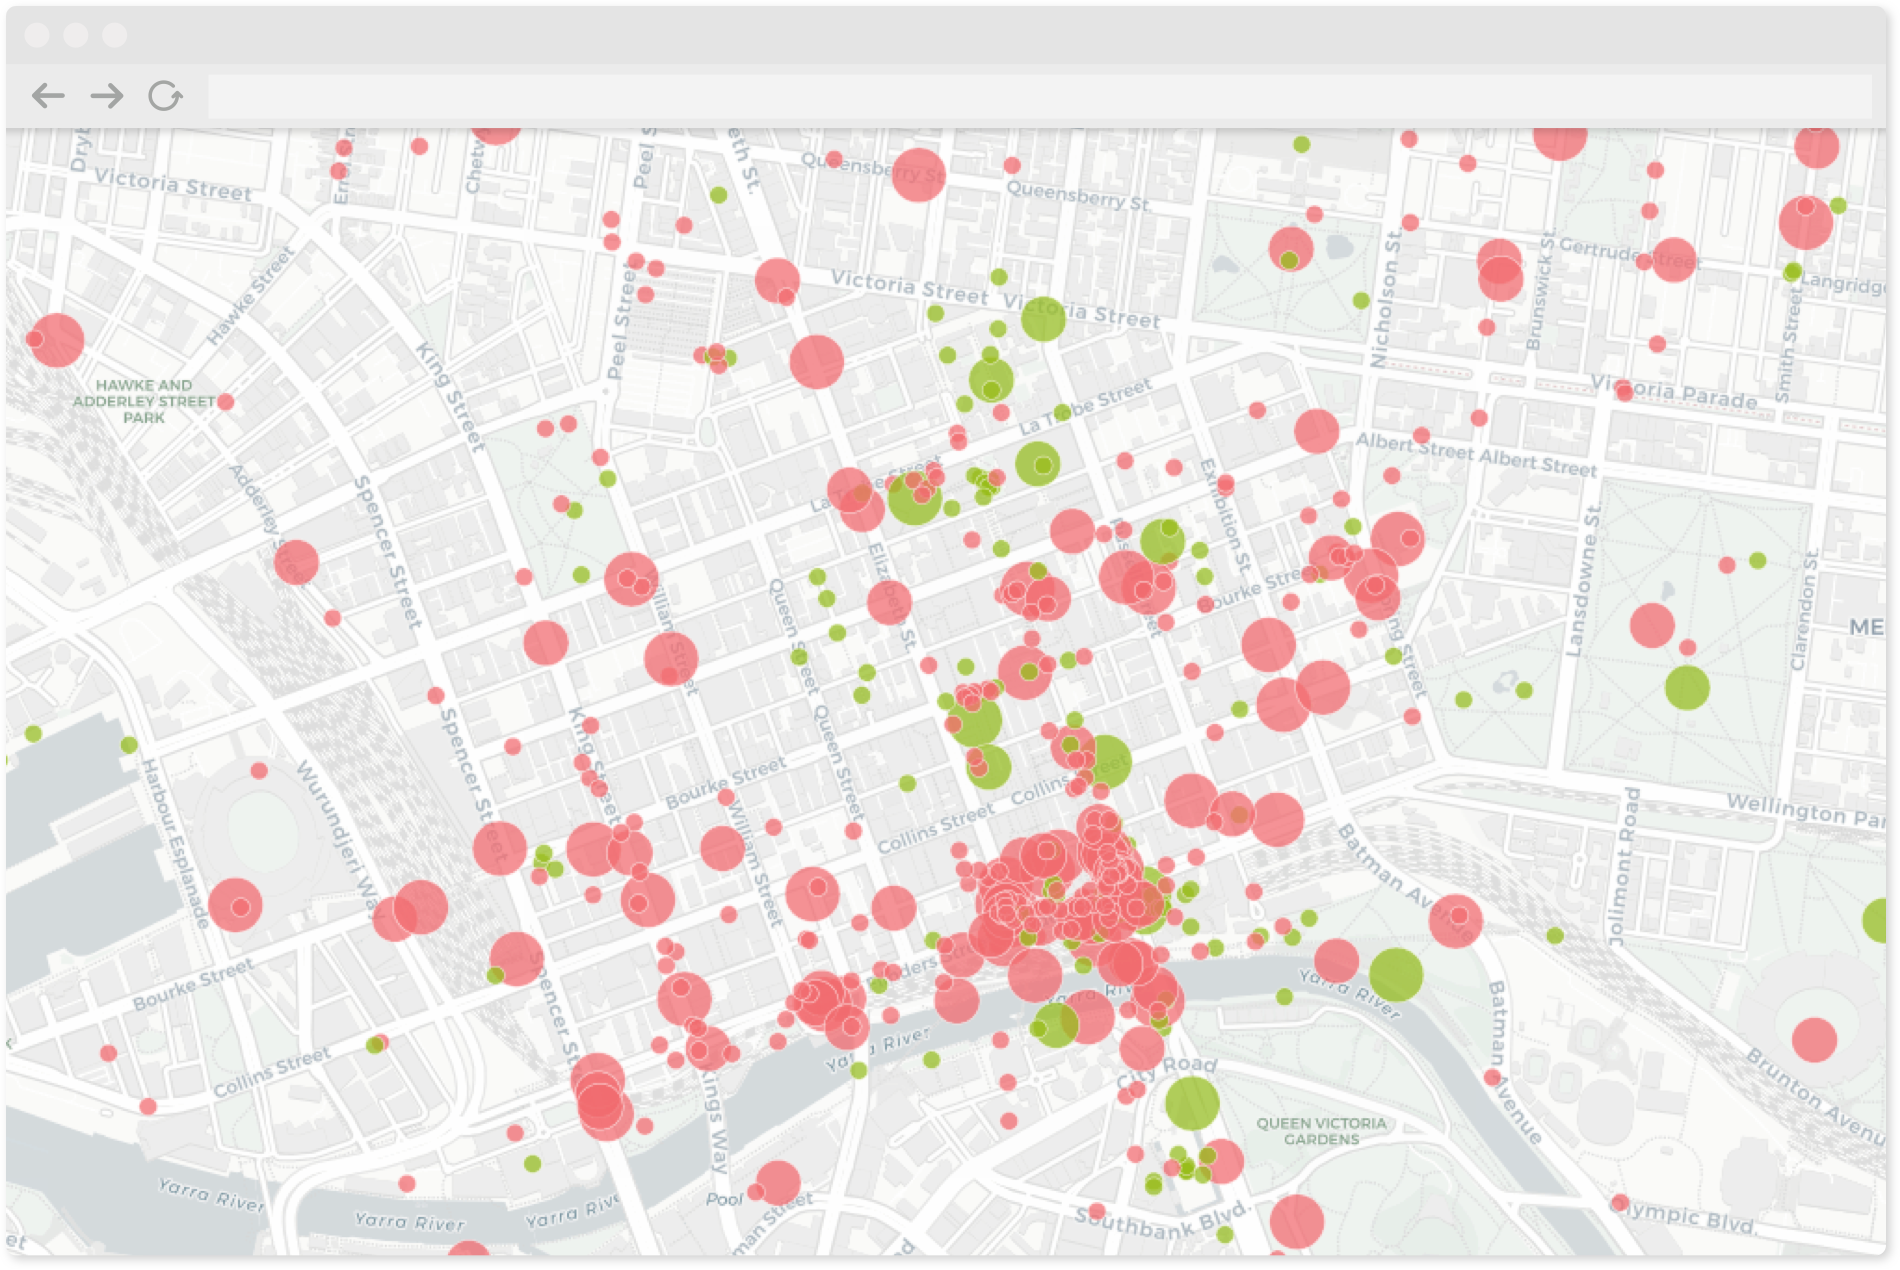 Victoria Street
Queensberry St.
Queensberry St.
Peel Street
Hawke Street
Victoria Street
Victoria Street
Gertrude Street
Nicholson St.
Brunswick St.
Smith Street
HAWKE AND
ADDERLEY STREET
PARK
King Street
La Trobe Street
Victoria Parade
Albert Street
Albert Street
Adderley Street
Spencer Street
Exhibition St.
Elizabeth St.
Queen Street
William Street
Bourke Street
Lansdowne St.
Clarendon St.
ME
Spencer Street
King Street
Queen Street
Bourke Street
William Street
Collins Street
Collins Street
Harbour Esplanade
Wurundjeri Way
Wellington Par
Jolimont Road
Batman Avenue
Bourke Street
Spencer St
Yarra River
Yarra River
Yarra River
Batman Avenue
Collins Street
Kings Way
City Road
Brunton Avenu
QUEEN VICTORIA
GARDENS
Yarra River
Yarra River
Yarra River
Pool
Southbank Blvd.
Olympic Blvd.